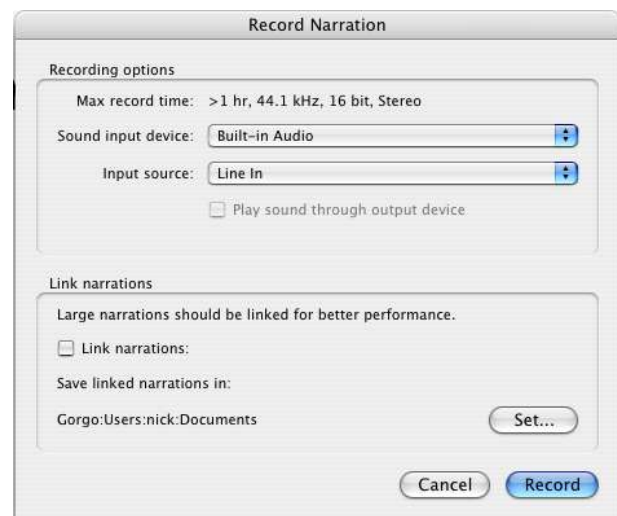 Record Narration
Recording options
Max record time: >1 hr, 44.1 kHz, 16 bit, Stereo
Sound input device: Built-in Audio
Input source: Line In
Play sound through output device
Link narrations
Large narrations should be linked for better performance.
Link narrations:
Save linked narrations in:
Gorgo:Users:nick:Documents Set...
Cancel Record